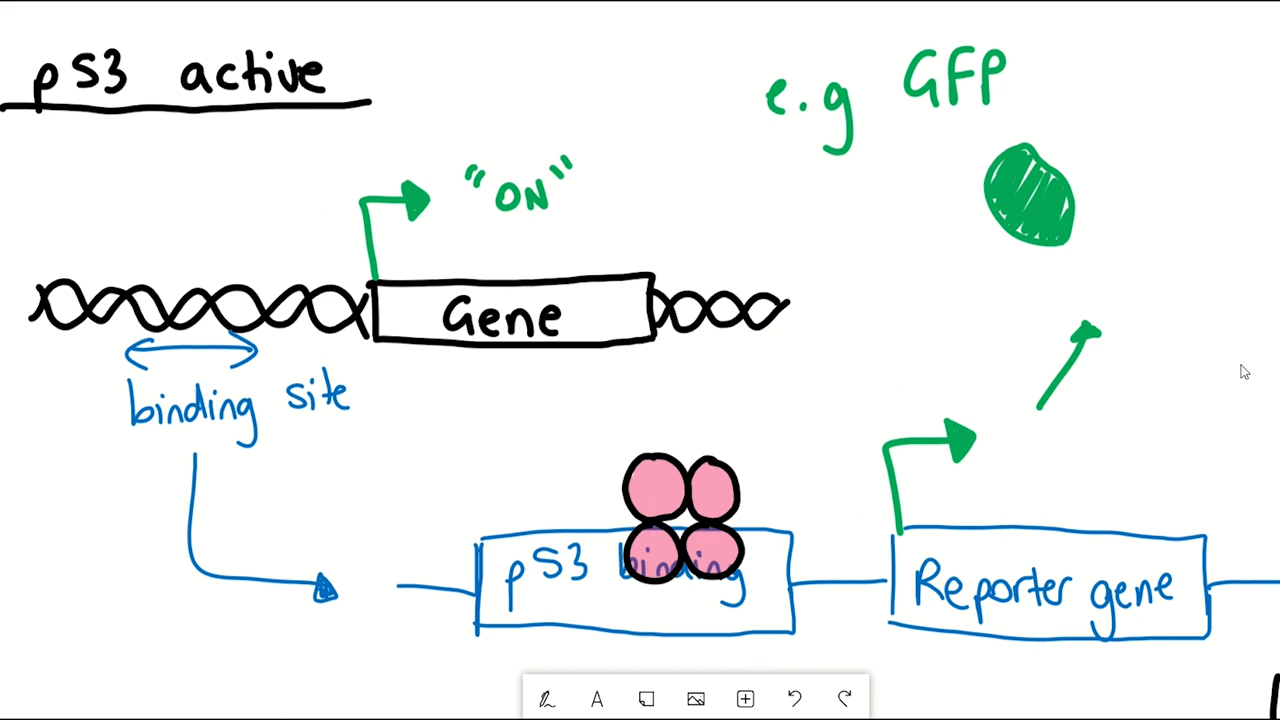 p53 active
e.g GFP
"ON"
Gene
binding site
p53 binding
Reporter gene
A